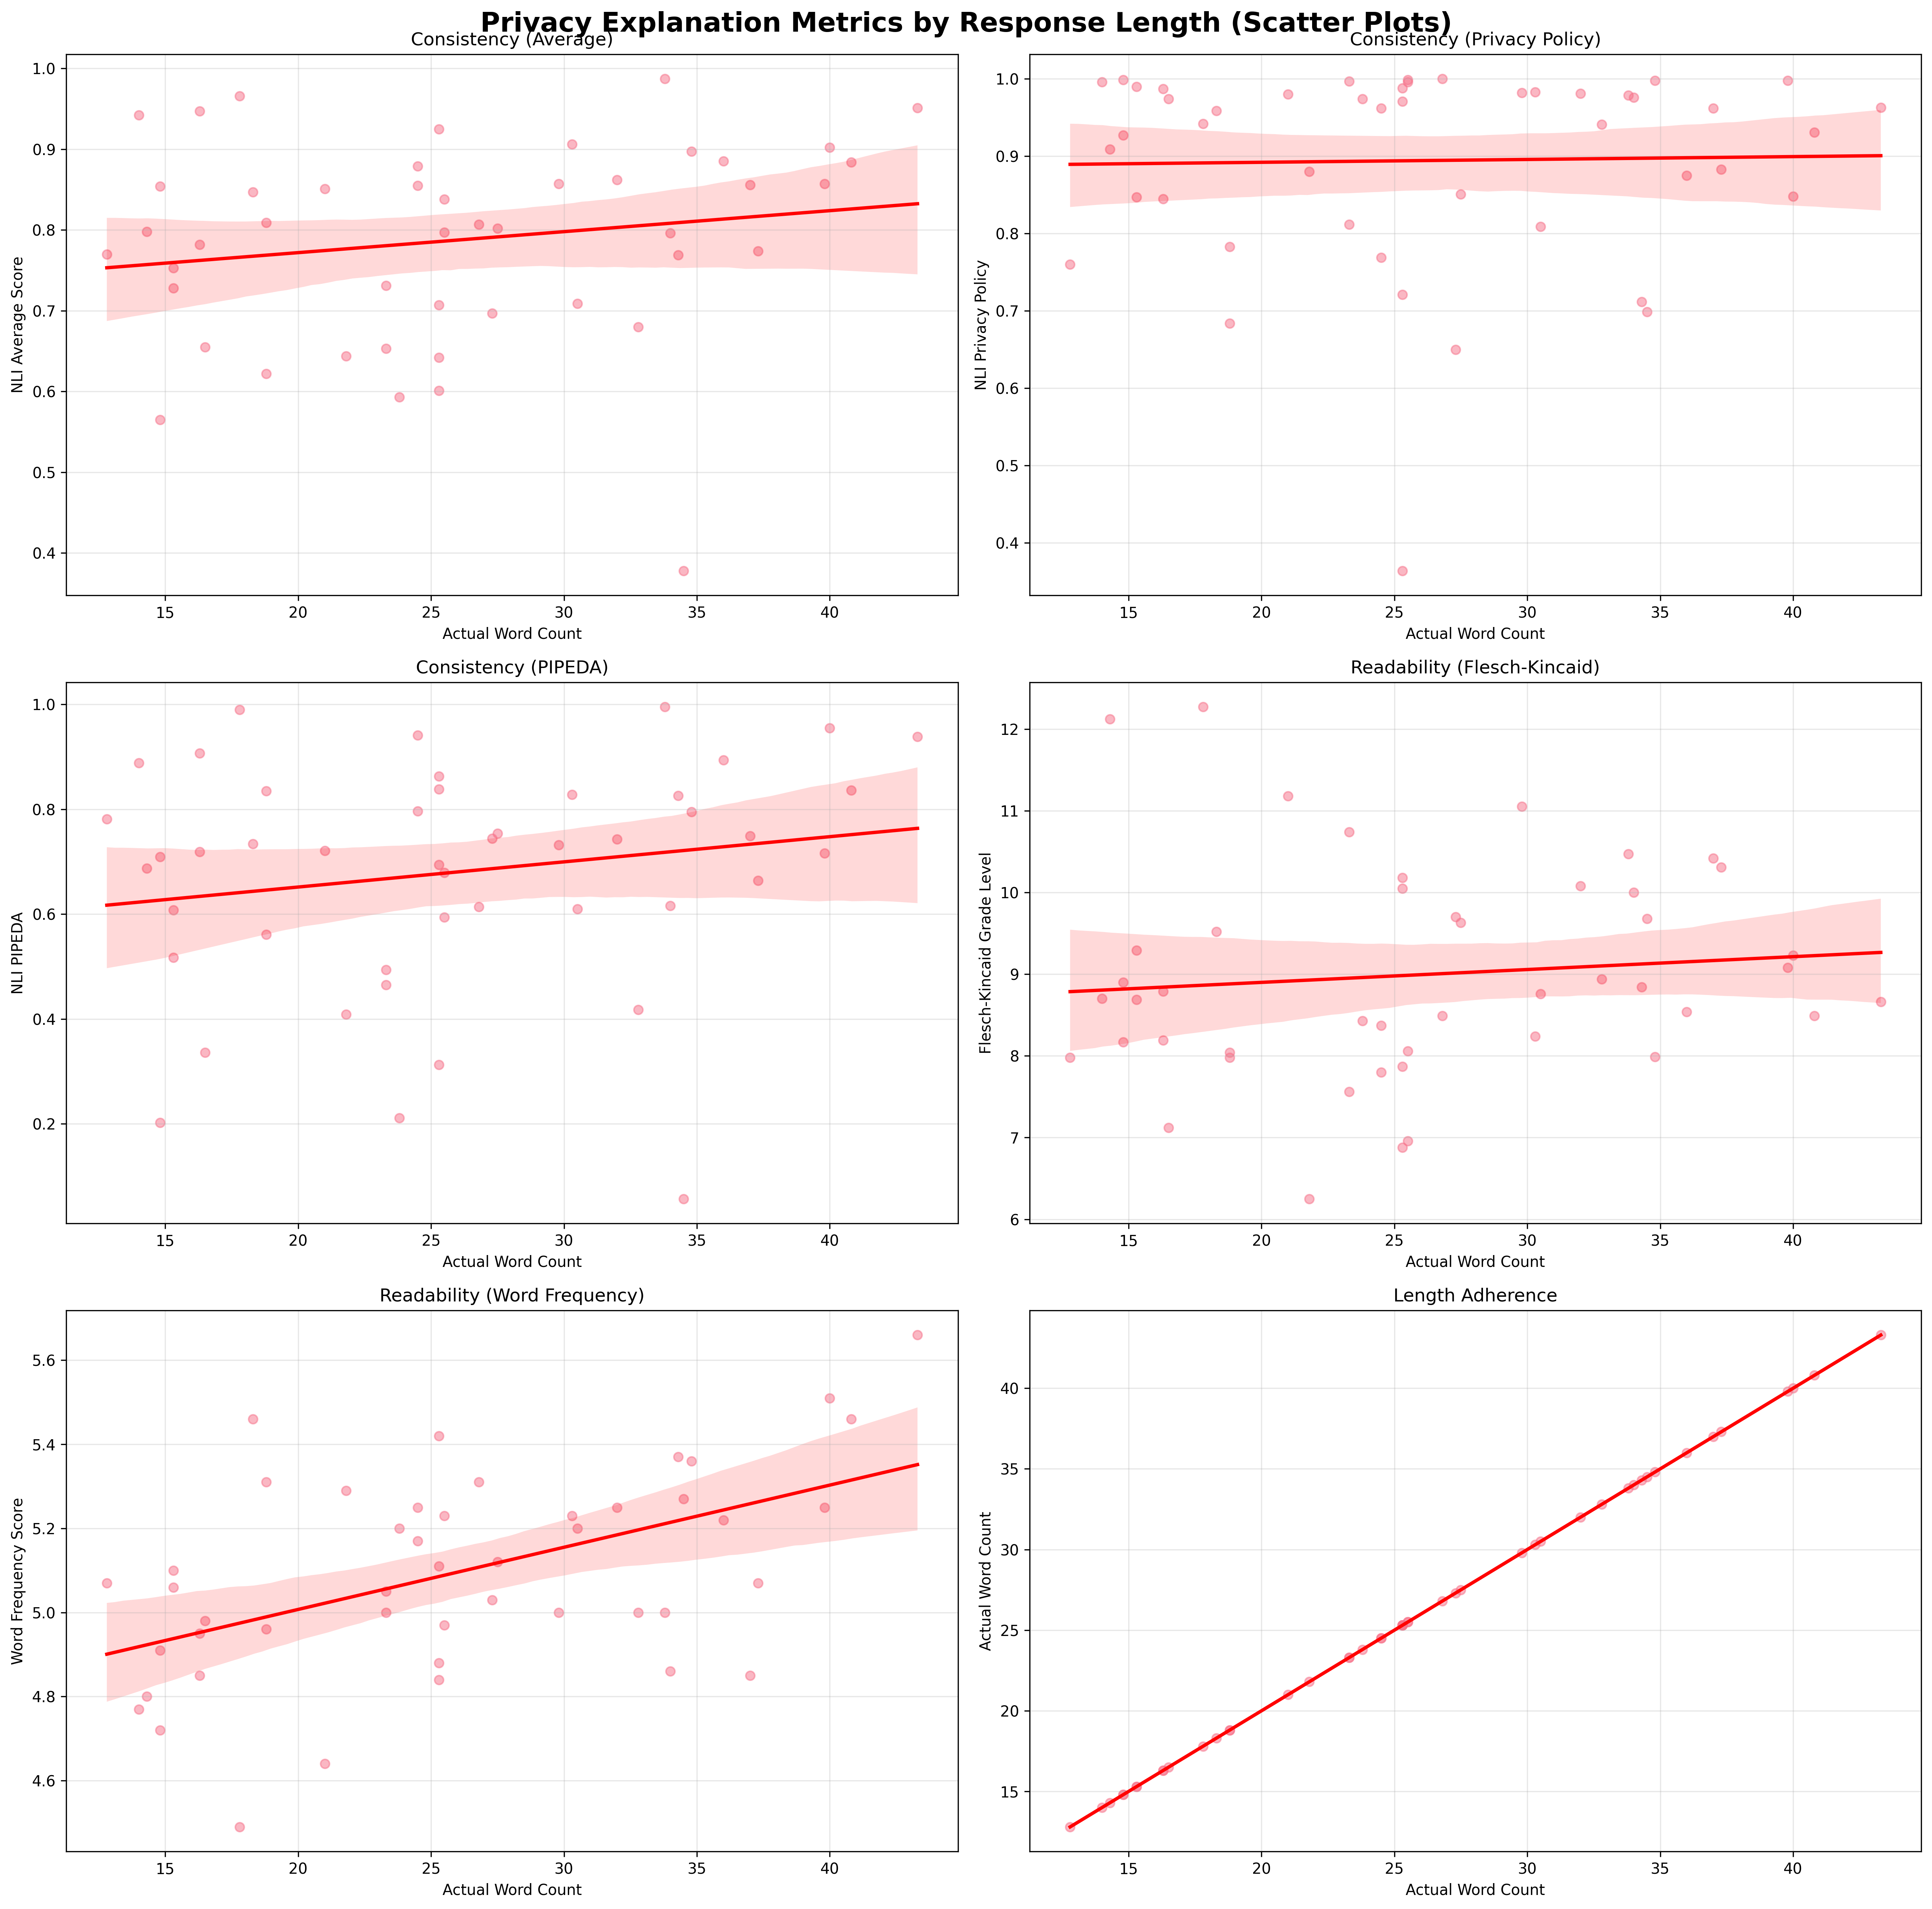 Privacy Explanation Metrics by Response Length (Scatter Plots)
Consistency (Average)
1.0
0.9
0.8
0.7
0.6
0.5
0.4
NLI Average Score
15 20 25 30 35 40
Actual Word Count
Consistency (Privacy Policy)
1.0
0.9
0.8
0.7
0.6
0.5
0.4
NLI Privacy Policy
15 20 25 30 35 40
Actual Word Count
Consistency (PIPEDA)
1.0
0.8
0.6
0.4
0.2
NLI PIPEDA
15 20 25 30 35 40
Actual Word Count
Readability (Flesch-Kincaid)
12
11
10
9
8
7
6
Flesch-Kincaid Grade Level
15 20 25 30 35 40
Actual Word Count
Readability (Word Frequency)
5.6
5.4
5.2
5.0
4.8
4.6
Word Frequency Score
15 20 25 30 35 40
Actual Word Count
Length Adherence
40
35
30
25
20
15
Actual Word Count
15 20 25 30 35 40
Actual Word Count